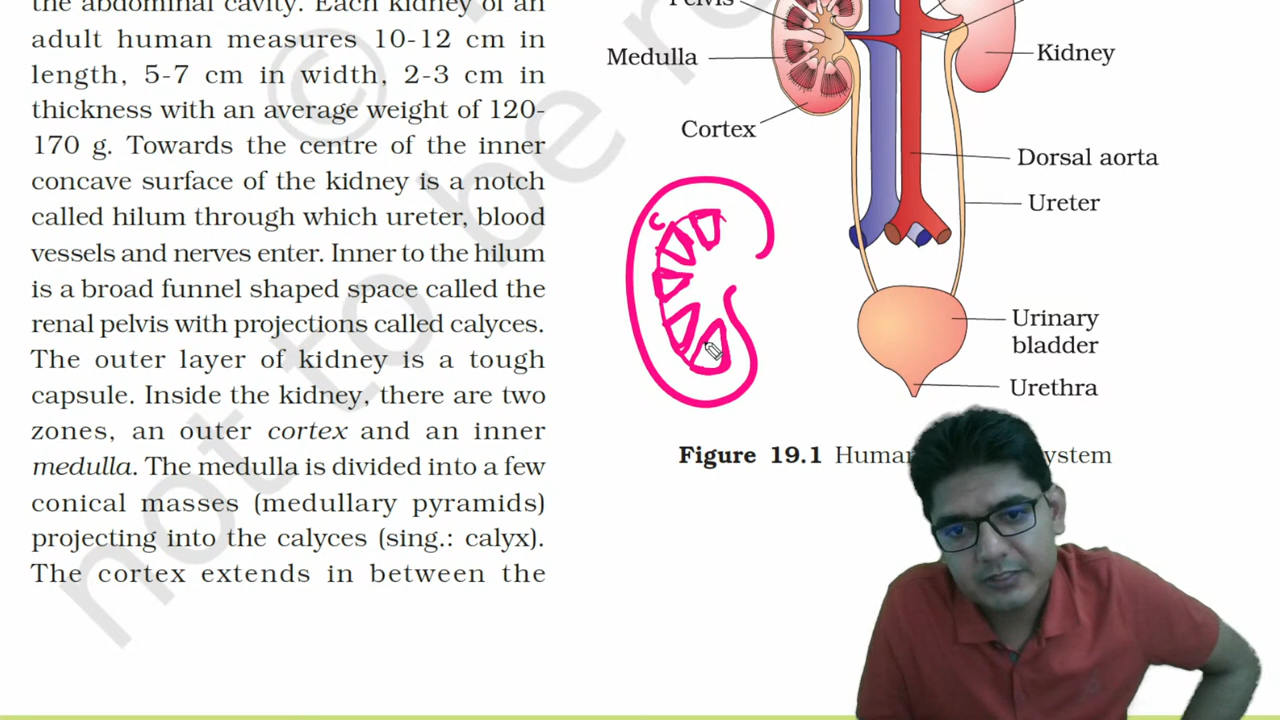 the abdominal cavity. Each kidney of an
adult human measures 10-12 cm in
length, 5-7 cm in width, 2-3 cm in
thickness with an average weight of 120-
170 g. Towards the centre of the inner
concave surface of the kidney is a notch
called hilum through which ureter, blood
vessels and nerves enter. Inner to the hilum
is a broad funnel shaped space called the
renal pelvis with projections called calyces.
The outer layer of kidney is a tough
capsule. Inside the kidney, there are two
zones, an outer cortex and an inner
medulla. The medulla is divided into a few
conical masses (medullary pyramids)
projecting into the calyces (sing.: calyx).
The cortex extends in between the
Pelvis
Medulla
Kidney
Cortex
Dorsal aorta
Ureter
C
Urinary
bladder
Urethra
Figure 19.1 Human ystem
©
not to be re